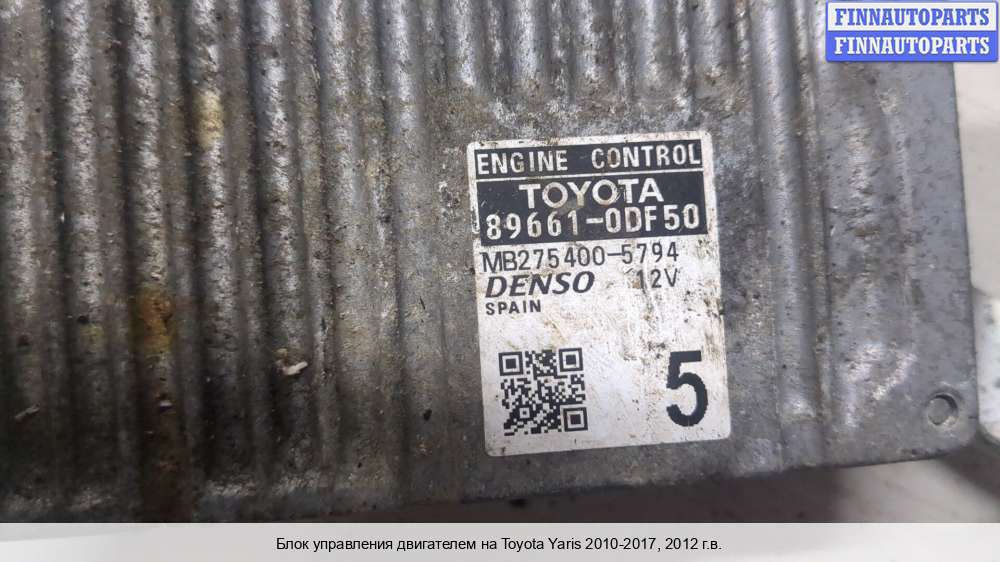 FINNAUTOPARTS
FINNAUTOPARTS
ENGINE CONTROL
TOYOTA
89661-0DF50
MB275400-5794
DENSO 12V
SPAIN
5
Блок управления двигателем на Toyota Yaris 2010-2017, 2012 г.в.